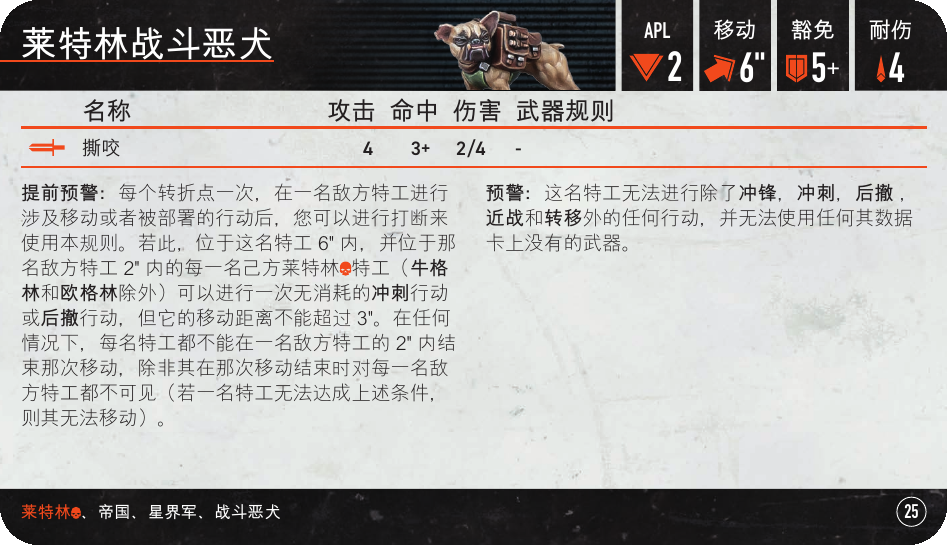 莱特林战斗恶犬
APL 移动 豁免 耐伤
2 6" 5+ 4
名称 攻击 命中 伤害 武器规则
撕咬 4 3+ 2/4 -
提前预警：每个转折点一次，在一名敌方特工进行
涉及移动或者被部署的行动后，您可以进行打断来
使用本规则。若此，位于这名特工 6" 内，并位于那
名敌方特工 2" 内的每一名己方莱特林特工（牛格
林和欧格林除外）可以进行一次无消耗的冲刺行动
或后撤行动，但它的移动距离不能超过 3"。在任何
情况下，每名特工都不能在一名敌方特工的 2" 内结
束那次移动，除非其在那次移动结束时对每一名敌
方特工都不可见（若一名特工无法达成上述条件，
则其无法移动）。
预警：这名特工无法进行除了冲锋，冲刺，后撤，
近战和转移外的任何行动，并无法使用任何其数据
卡上没有的武器。
莱特林、帝国、星界军、战斗恶犬
25